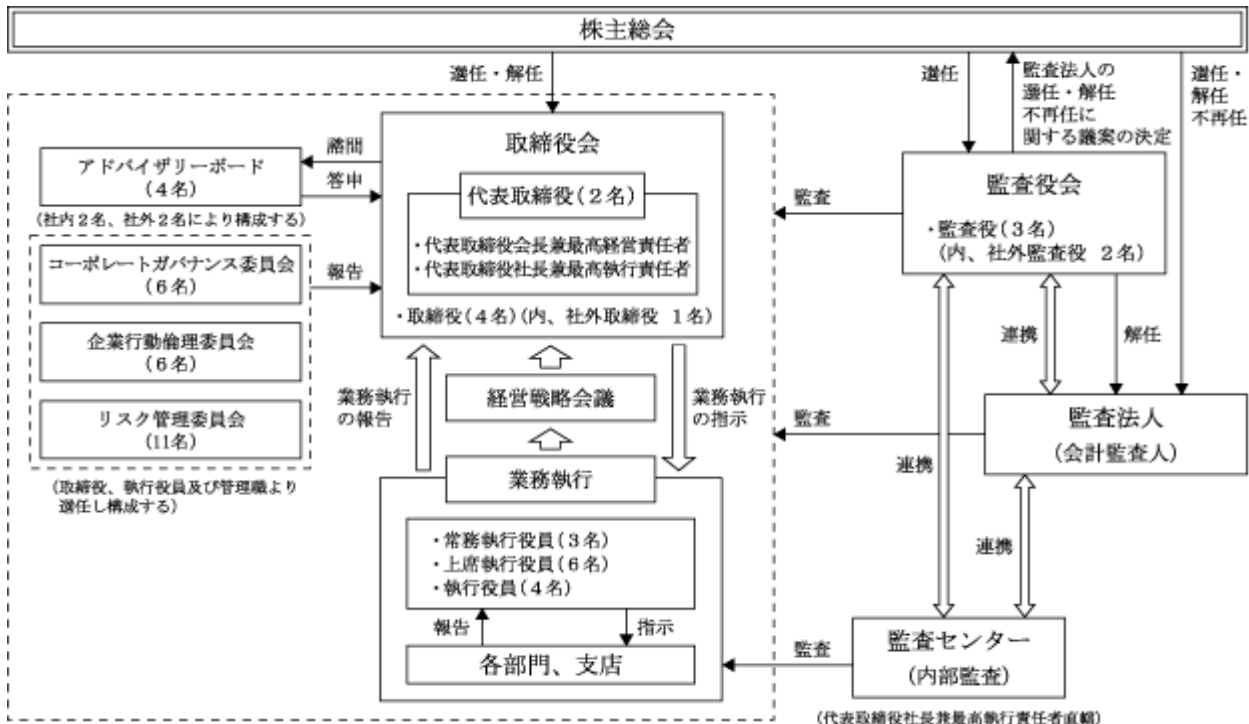 株主総会
選任・解任
選任
監査法人の
選任・解任
不再任に
関する議案の決定
選任・
解任
不再任
アドバイザリーボード
(4名)
(社内2名、社外2名により構成する)
諮問
答申
取締役会
代表取締役(2名)
・代表取締役会長兼最高経営責任者
・代表取締役社長兼最高執行責任者
・取締役(4名)(内、社外取締役 1名)
監査
監査役会
・監査役(3名)
(内、社外監査役 2名)
コーポレートガバナンス委員会
(6名)
報告
企業行動倫理委員会
(6名)
リスク管理委員会
(11名)
(取締役、執行役員及び管理職より
選任し構成する)
業務執行
の報告
経営戦略会議
業務執行
の指示
連携
解任
監査
監査法人
(会計監査人)
連携
連携
業務執行
・常務執行役員(3名)
・上席執行役員(6名)
・執行役員(4名)
報告
指示
各部門、支店
監査
監査センター
(内部監査)
(代表取締役社長兼最高執行責任者直轄)